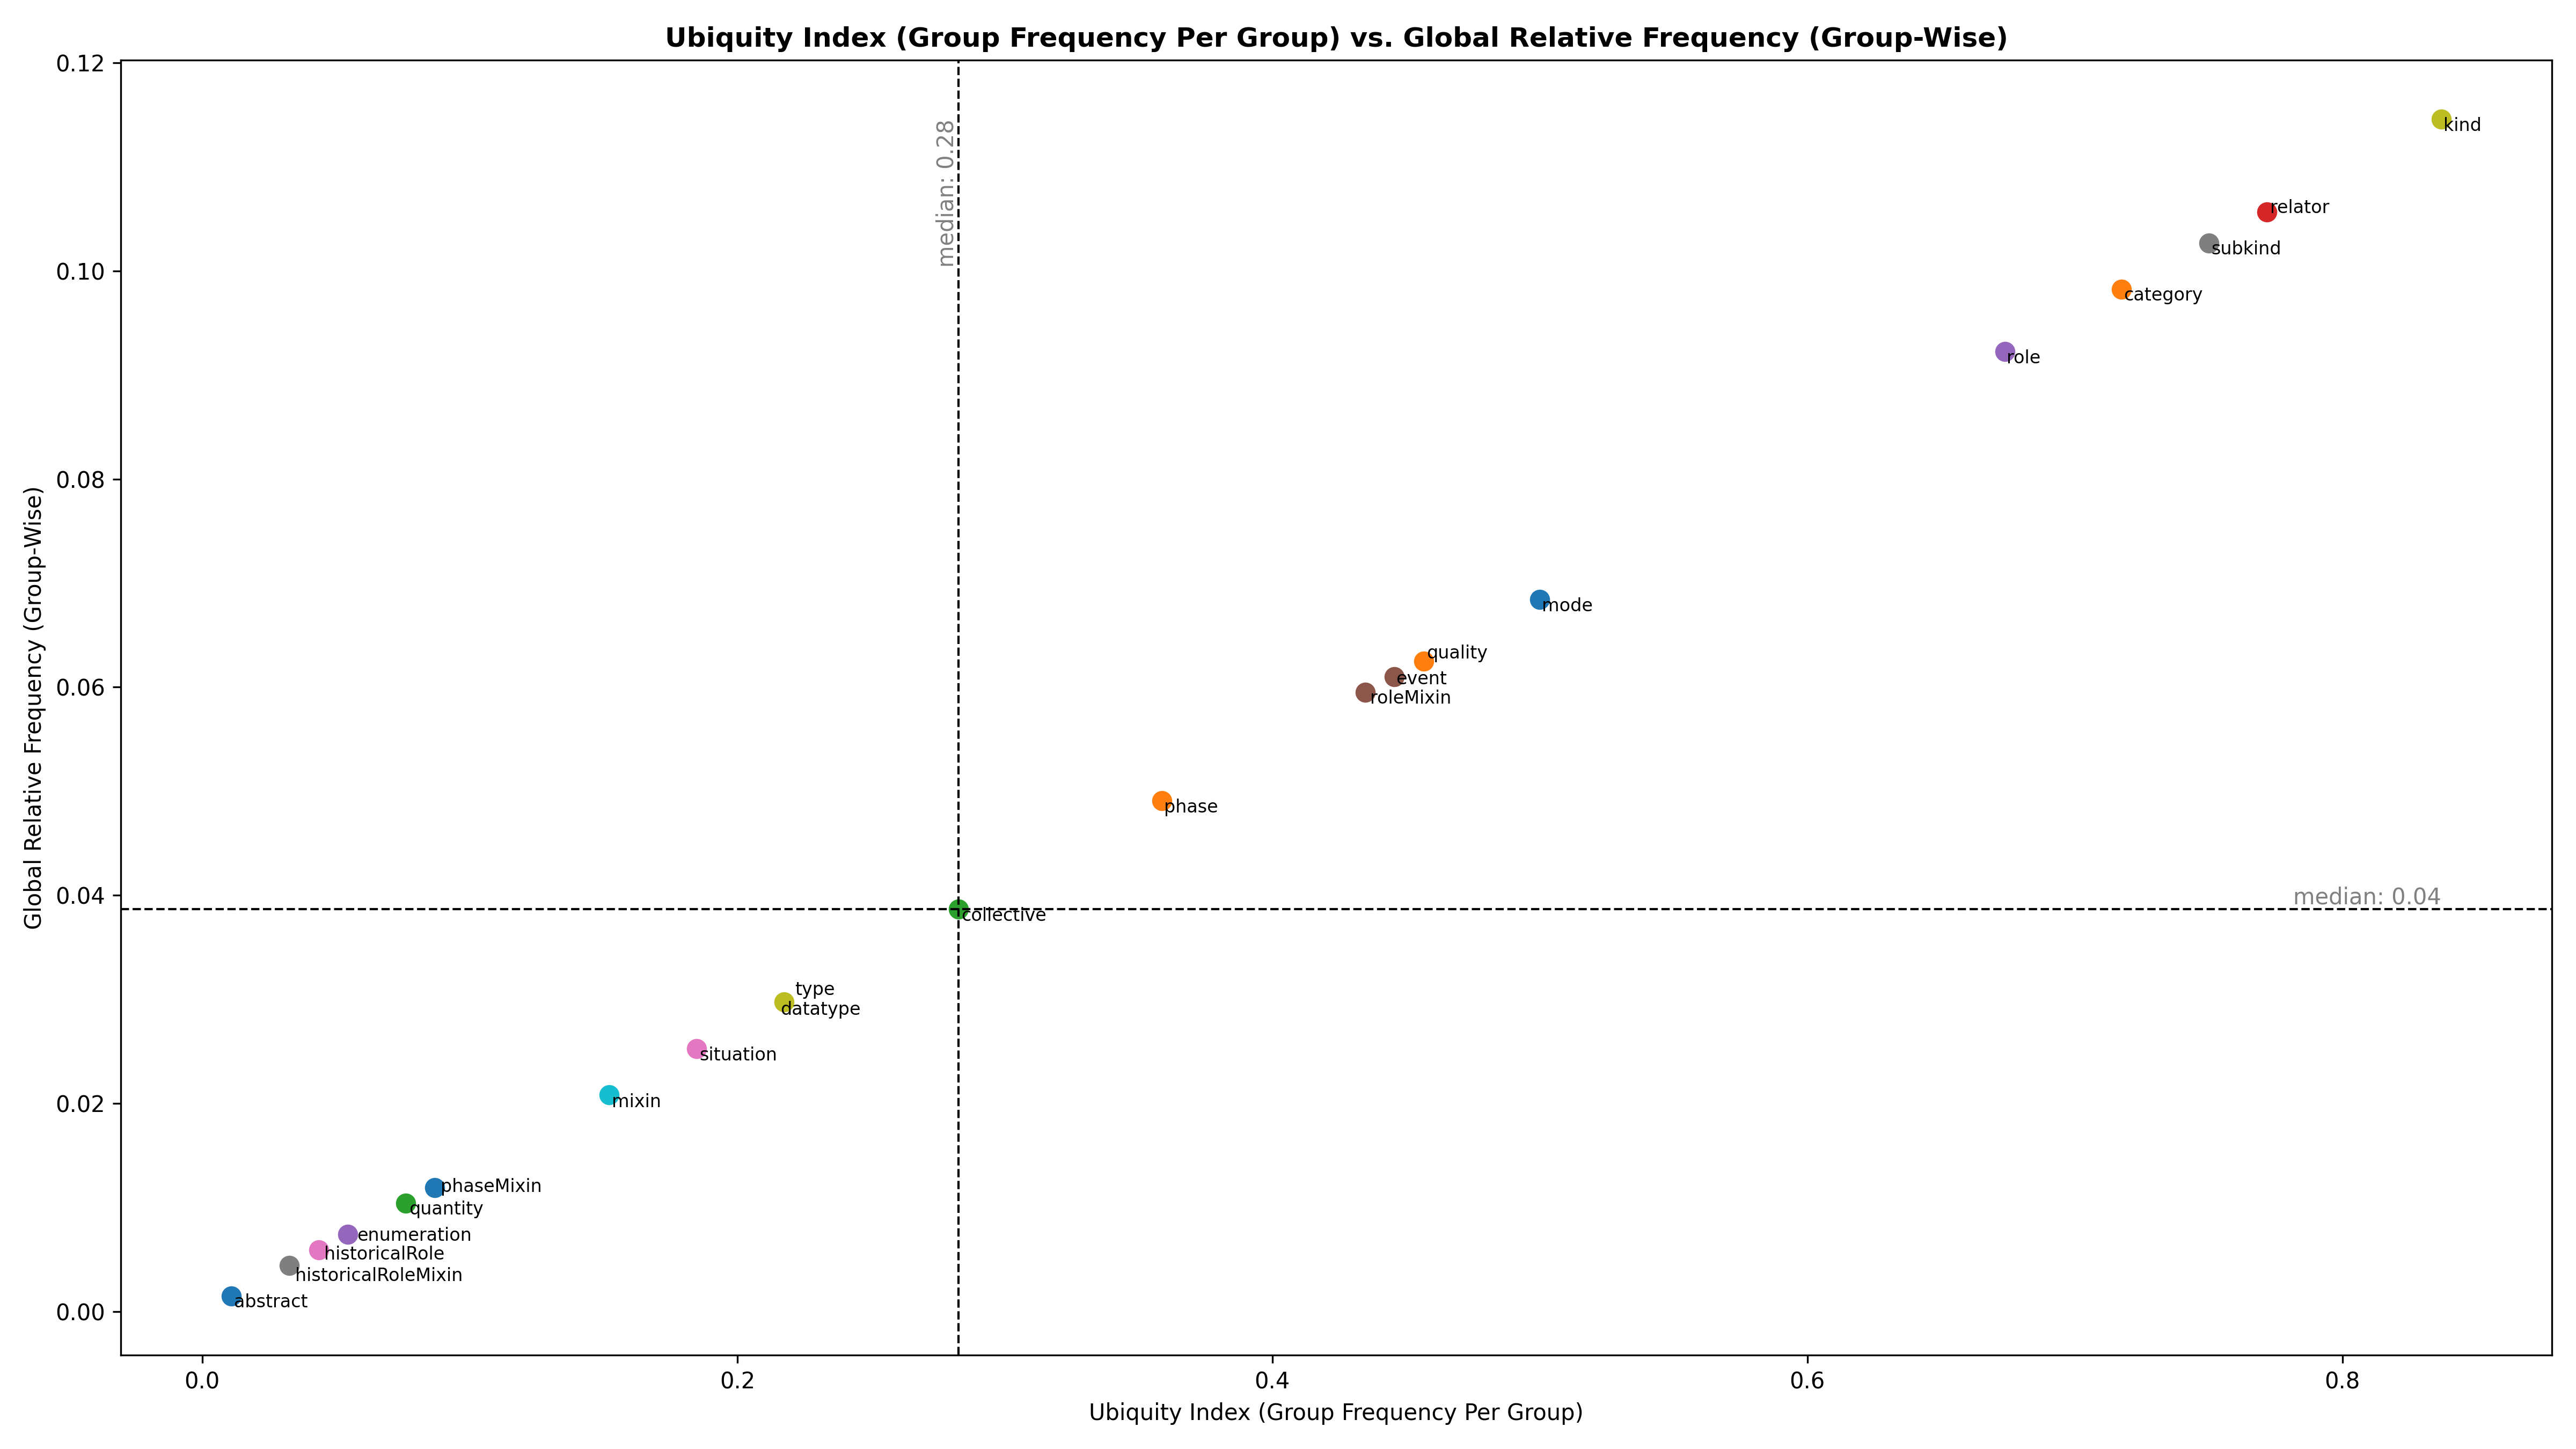 Ubiquity Index (Group Frequency Per Group) vs. Global Relative Frequency (Group-Wise)
0.12
median: 0.28
kind
relator
0.10
subkind
category
role
0.08
Global Relative Frequency (Group-Wise)
mode
quality
0.06
event
roleMixin
phase
0.04
median: 0.04
collective
type
datatype
situation
0.02
mixin
phaseMixin
quantity
enumeration
historicalRole
historicalRoleMixin
0.00
abstract
0.0
0.2
0.4
0.6
0.8
Ubiquity Index (Group Frequency Per Group)